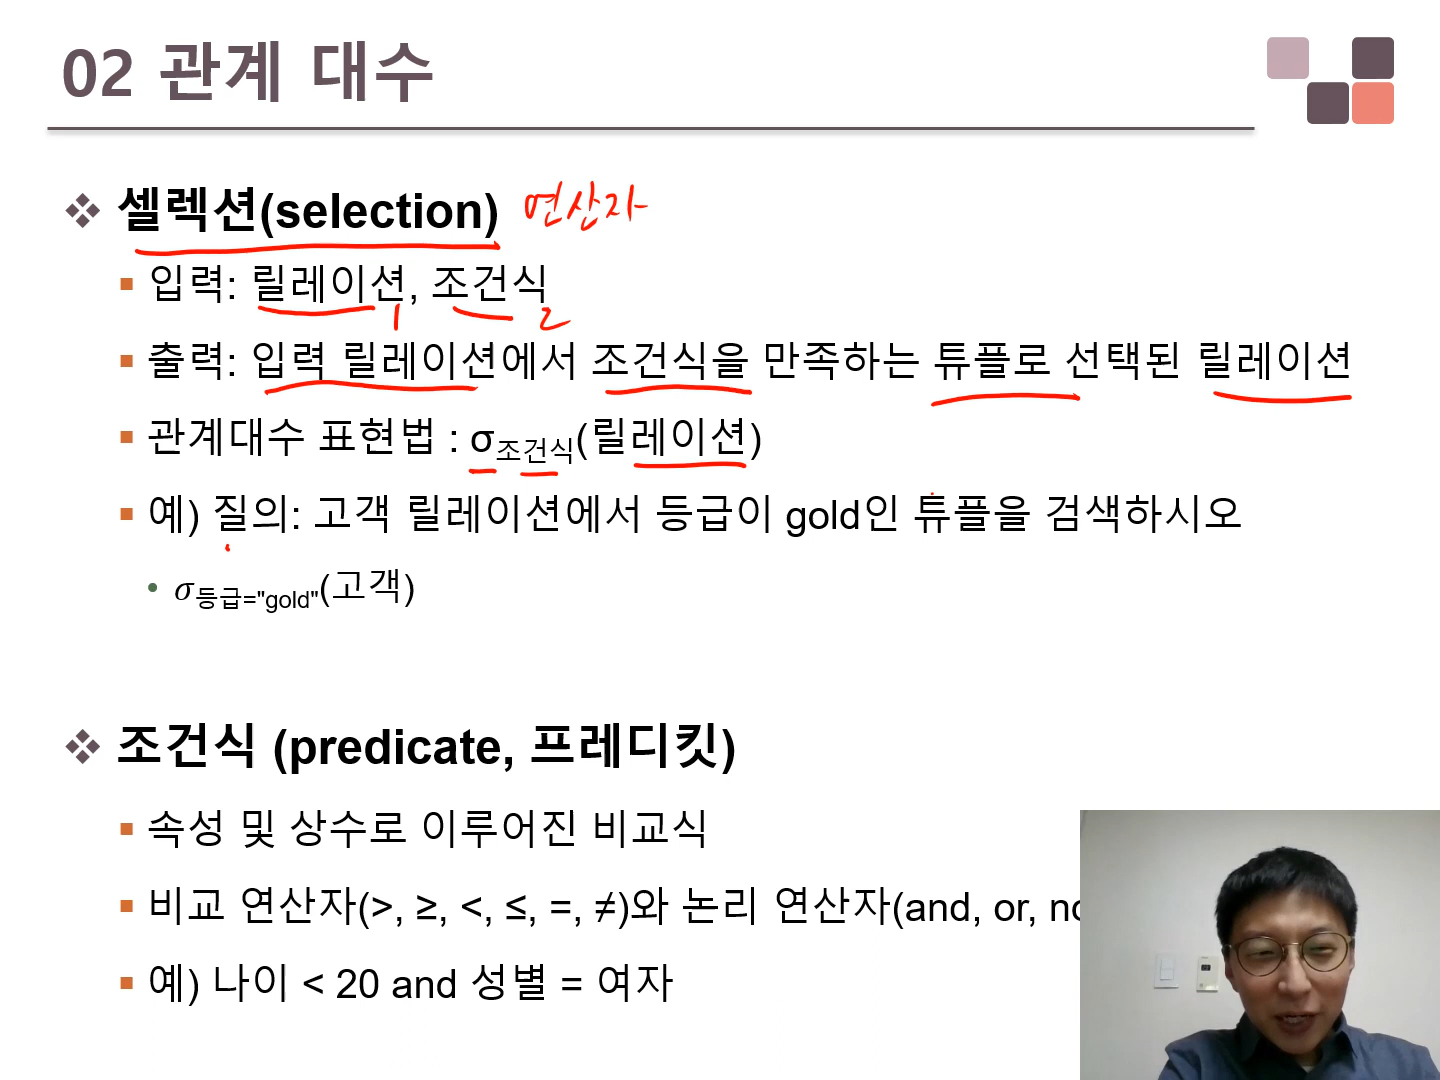 02 관계 대수
❖ 셀렉션(selection) 연산자
▪ 입력: 릴레이션, 조건식
1 2
▪ 출력: 입력 릴레이션에서 조건식을 만족하는 튜플로 선택된 릴레이션
▪ 관계대수 표현법 : σ조건식(릴레이션)
▪ 예) 질의: 고객 릴레이션에서 등급이 gold인 튜플을 검색하시오
• σ등급="gold"(고객)
❖ 조건식 (predicate, 프레디킷)
▪ 속성 및 상수로 이루어진 비교식
▪ 비교 연산자(>, ≥, <, ≤, =, ≠)와 논리 연산자(and, or,
▪ 예) 나이 < 20 and 성별 = 여자